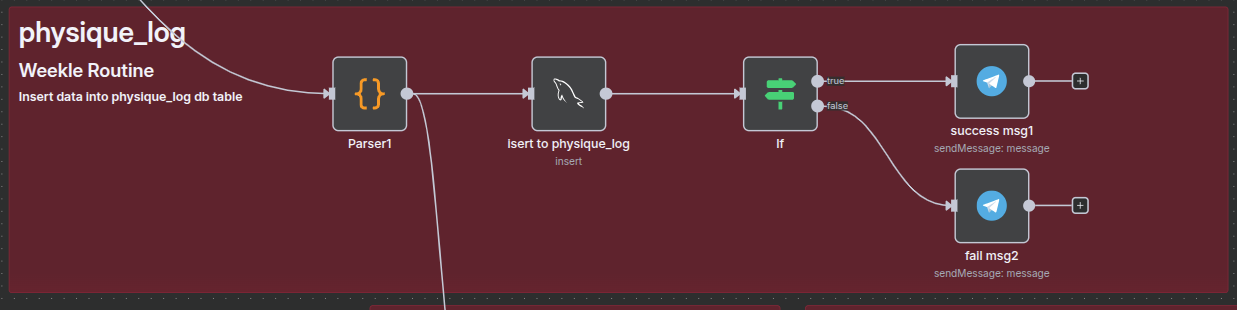 physique_log
Weekle Routine
Insert data into physique_log db table
{}
Parser1
Isert to physique_log
insert
If
true
false
success msg1
sendMessage: message
fail msg2
sendMessage: message